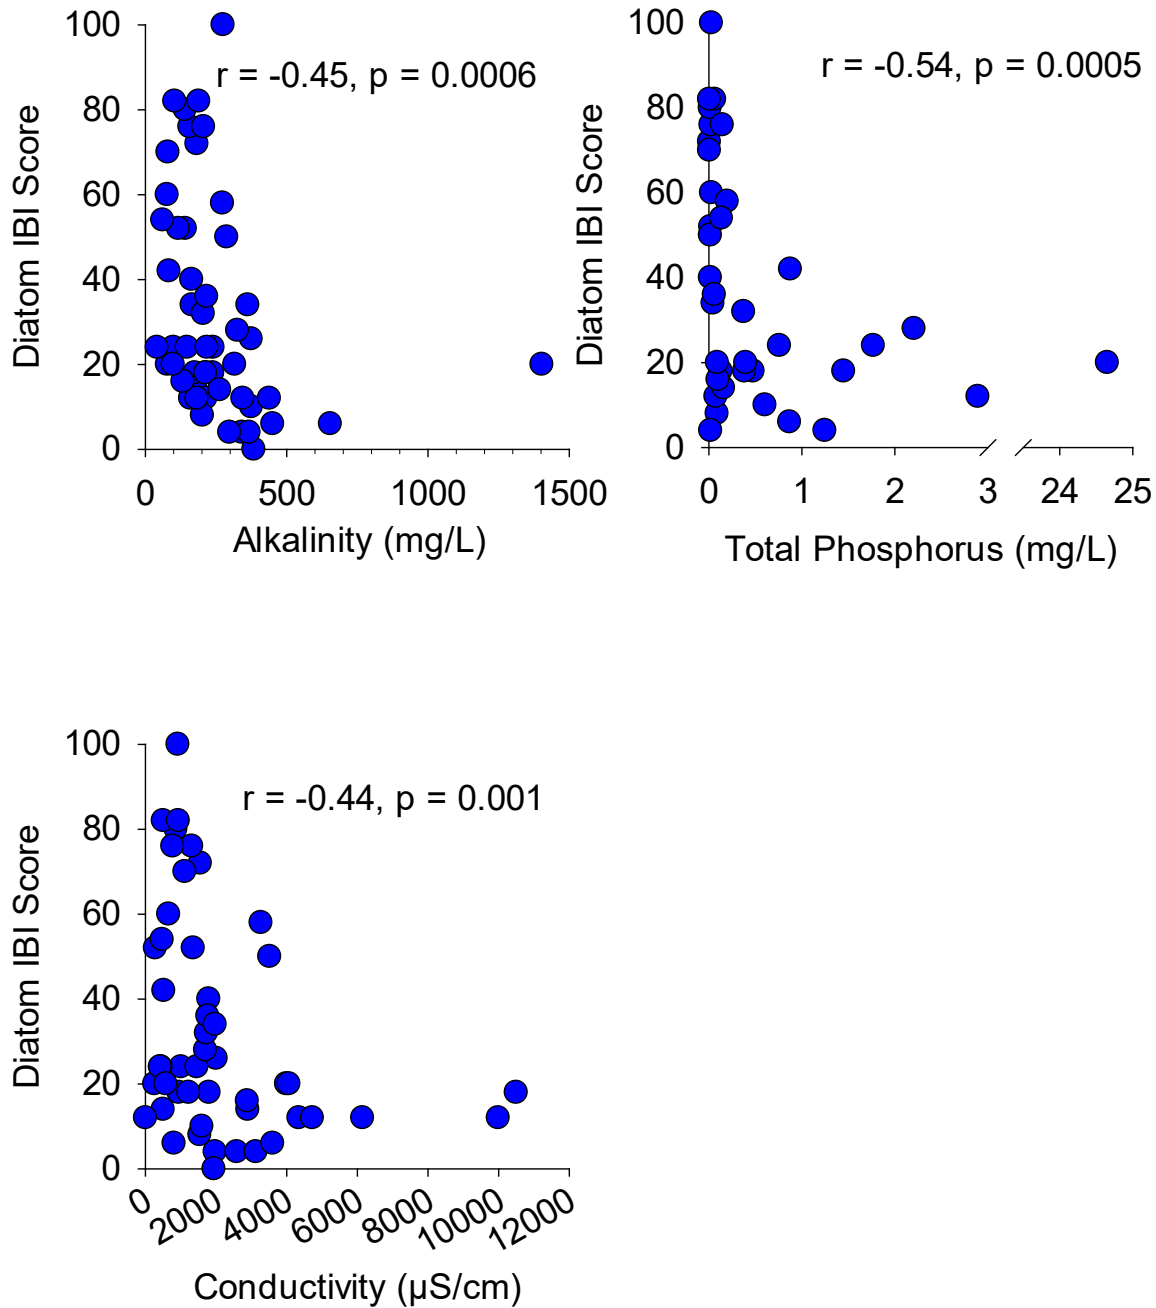 Diatom IBI Score
100
80
60
40
20
0
r = -0.45, p = 0.0006
0 500 1000 1500
Alkalinity (mg/L)
Diatom IBI Score
100
80
60
40
20
0
r = -0.54, p = 0.0005
0 1 2 3 24 25
Total Phosphorus (mg/L)
Diatom IBI Score
100
80
60
40
20
0
r = -0.44, p = 0.001
0 2000 4000 6000 8000 10000 12000
Conductivity (µS/cm)